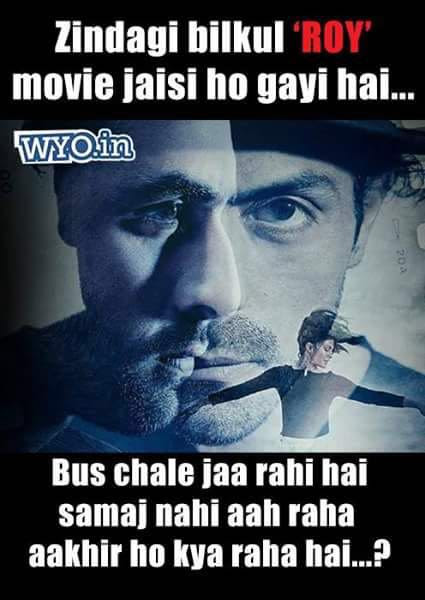 Zindagi bilkul 'ROY'
movie jaisi ho gayi hai...
WYO.in
Bus chale jaa rahi hai
samaj nahi aah raha
aakhir ho kya raha hai...?